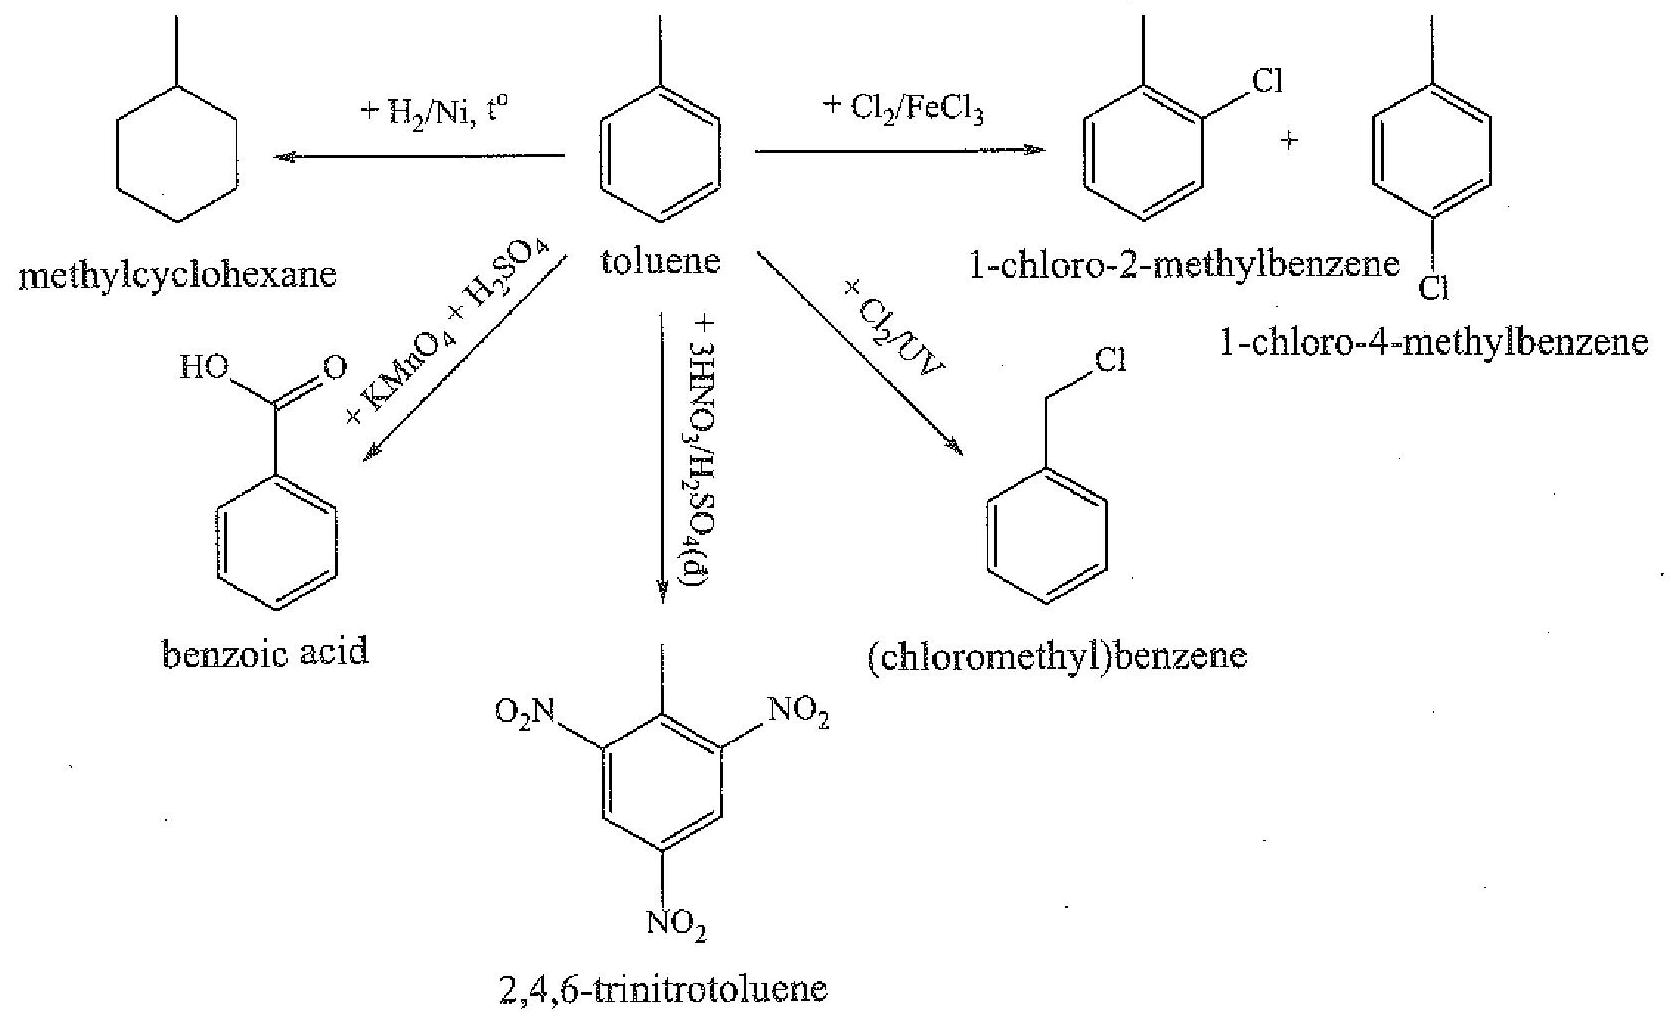 + H₂/Ni, t°
+ Cl₂/FeCl₃
Cl
+
methylcyclohexane
toluene
1-chloro-2-methylbenzene
Cl
1-chloro-4-methylbenzene
+ KMnO₄ + H₂SO₄
+ 3HNO₃/H₂SO₄(đ)
+ Cl₂/UV
HO
O
Cl
benzoic acid
(chloromethyl)benzene
O₂N
NO₂
NO₂
2,4,6-trinitrotoluene